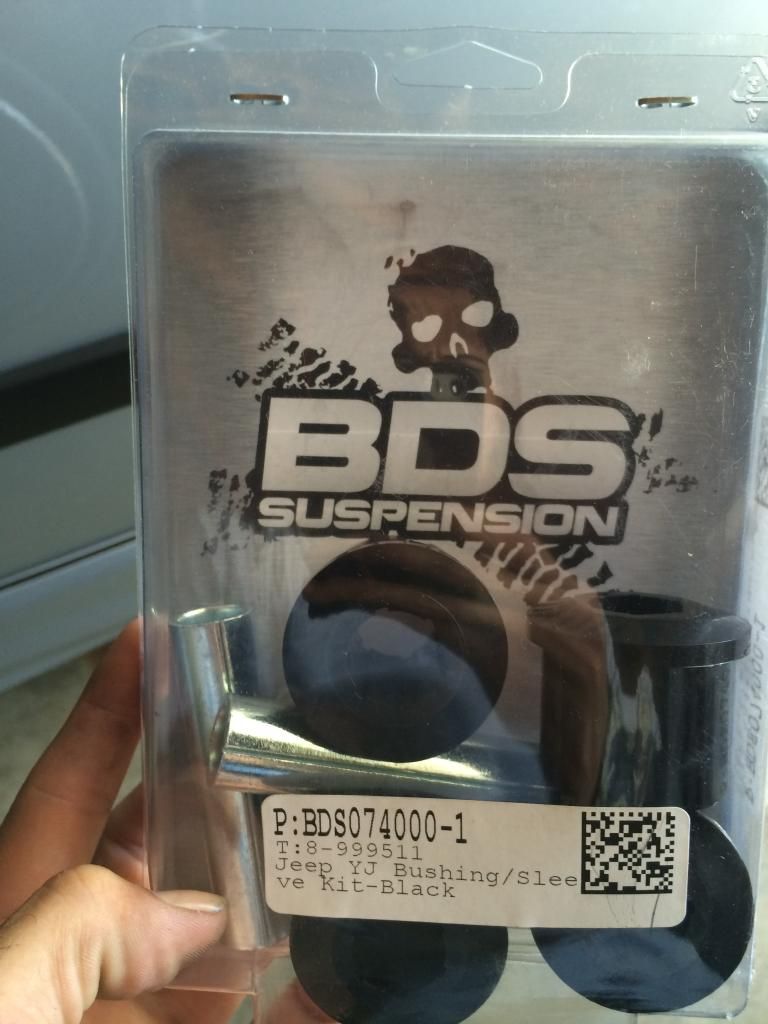 BDS
SUSPENSION
P:BDS074000-1
T:8-999511
Jeep YJ Bushing/Slee
ve Kit-Black